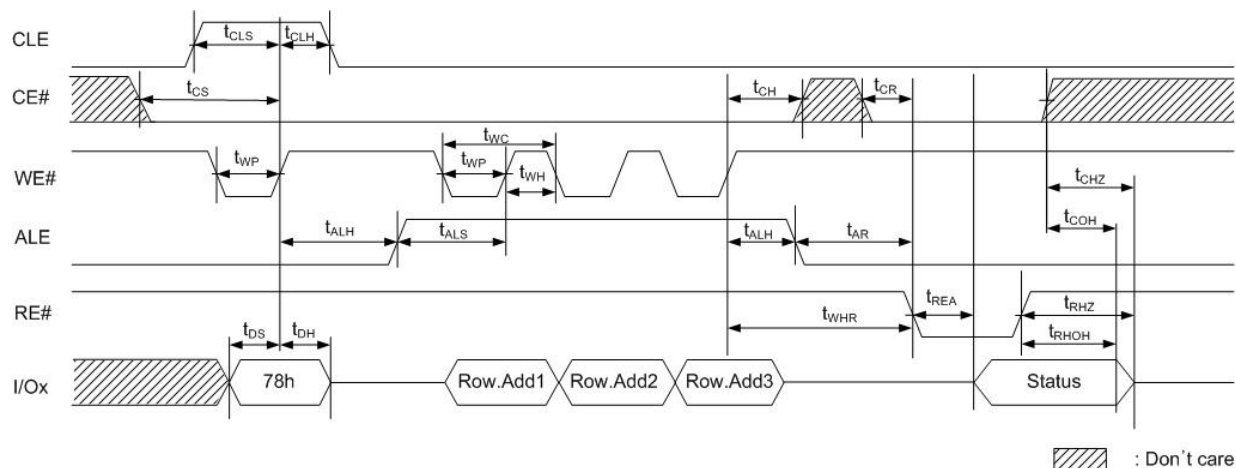 CLE
tCLS
tCLH
CE#
tCS
tCH
tCR
WE#
tWP
tWC
tWP
tWH
tCHZ
ALE
tALH
tALS
tALH
tAR
tCOH
RE#
tWHR
tREA
tRHZ
tRHOH
I/Ox
tDS
tDH
78h
Row.Add1
Row.Add2
Row.Add3
Status
: Don't care